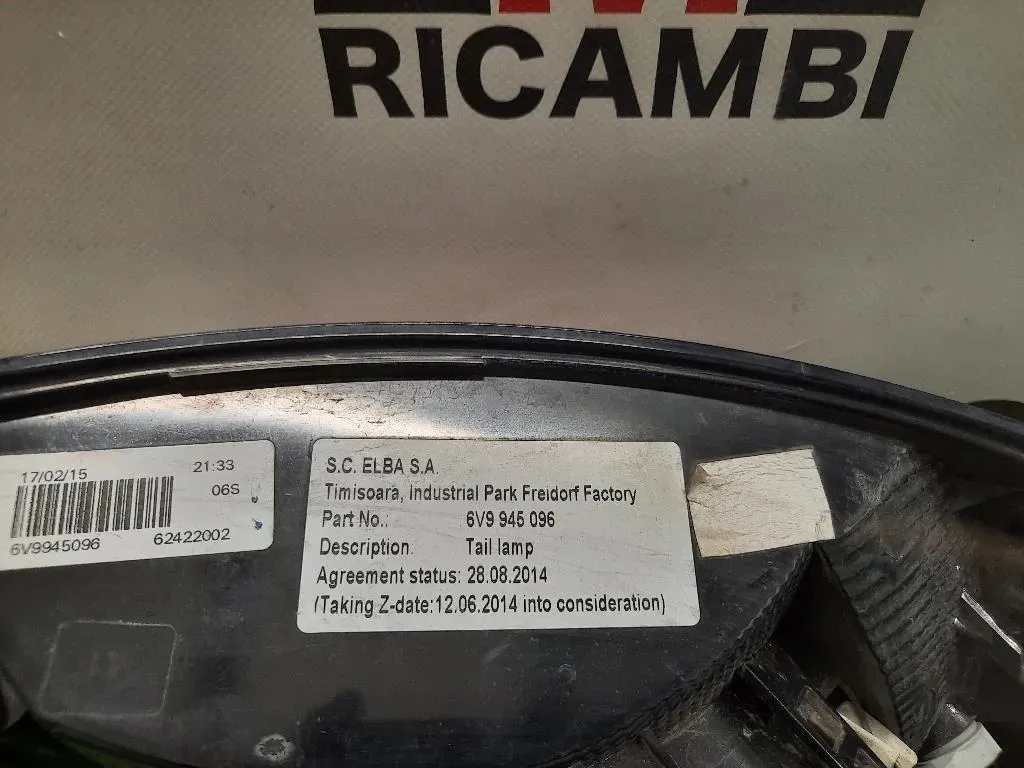 RICAMBI
17/02/15 21:33
06S
6V9945096 62422002
S.C. ELBA S.A.
Timisoara, Industrial Park Freidorf Factory
Part No.: 6V9 945 096
Description: Tail lamp
Agreement status: 28.08.2014
(Taking Z-date:12.06.2014 into consideration)